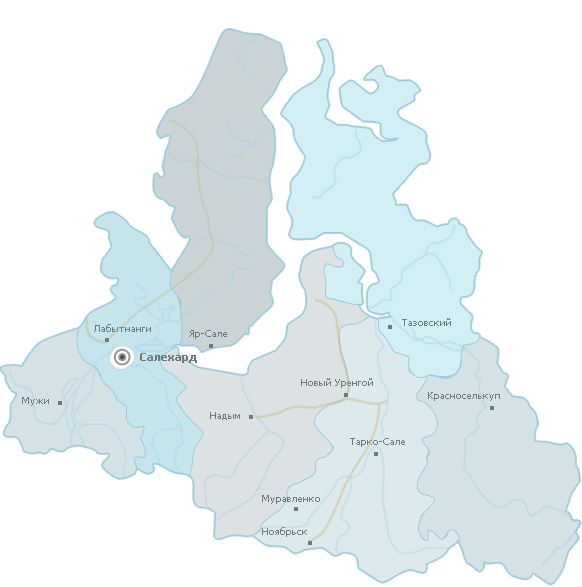 Лабытнанги
Яр-Сале
Тазовский
Салехард
Новый Уренгой
Мужи
Красноселькуп
Надым
Тарко-Сале
Муравленко
Ноябрьск